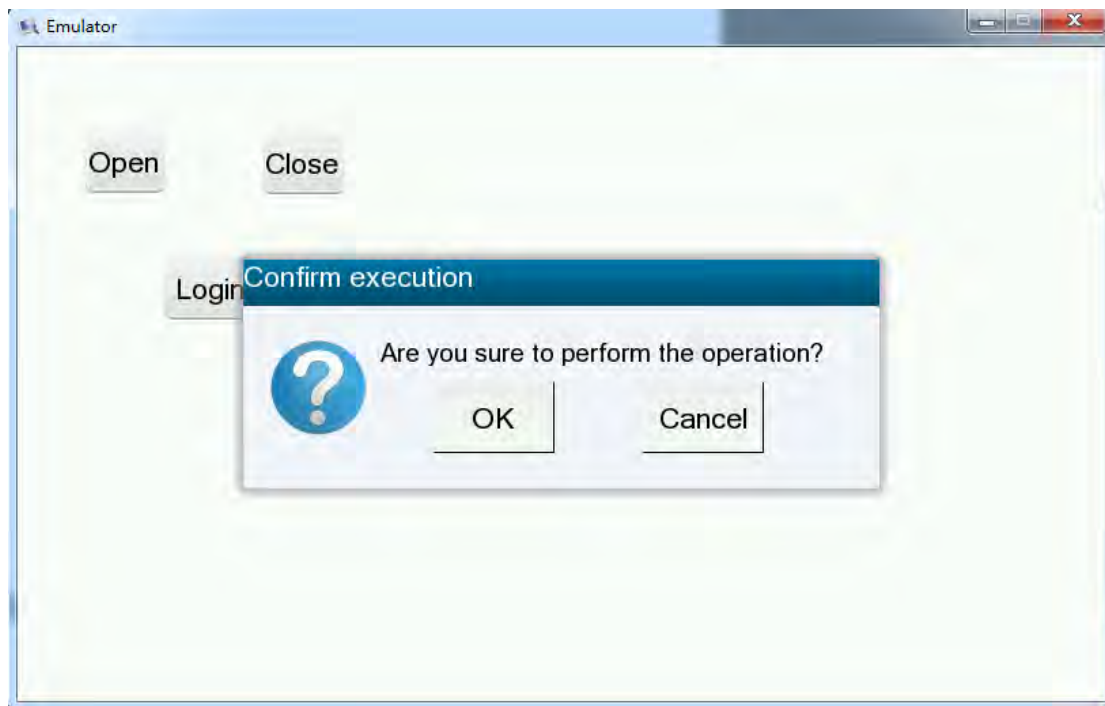 Emulator
Open
Close
Login
Confirm execution
Are you sure to perform the operation?
OK
Cancel